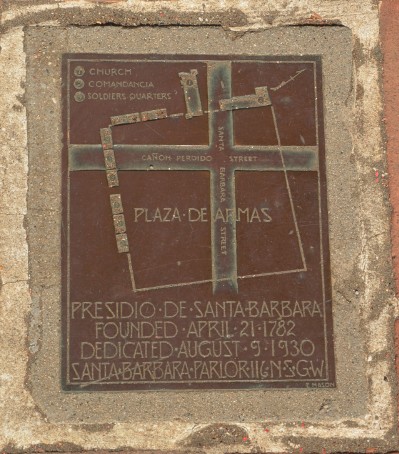 CHURCH
COMANDANCIA
SOLDIERS QUARTERS
SANTA BARBARA STREET
CAÑON PERDIDO STREET
PLAZA·DE·ARMAS
PRESIDIO·DE·SANTA·BARBARA
FOUNDED·APRIL·21·1782
DEDICATED·AUGUST·9·1930
SANTA·BARBARA·PARLOR·116·N·S·G·W
E MASON